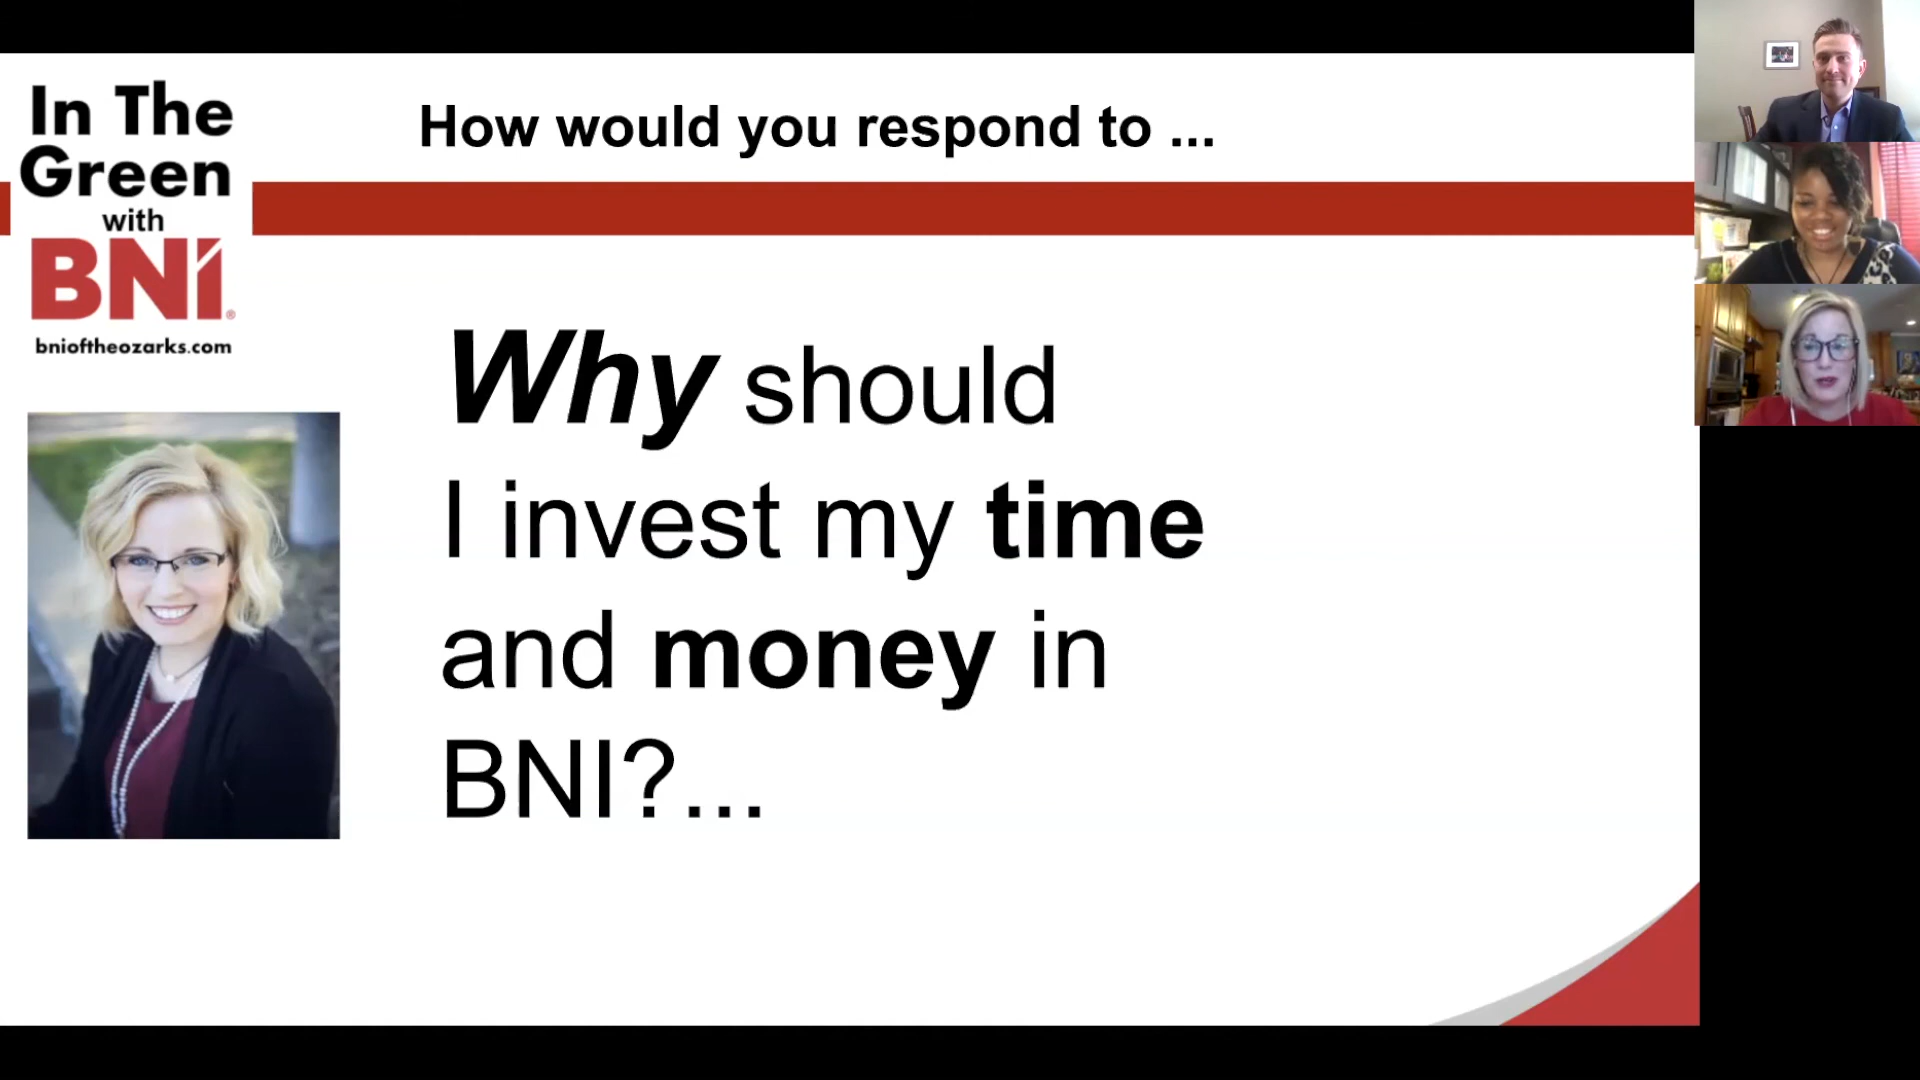 In The
Green
with
BNI®
bnioftheozarks.com
How would you respond to ...
Why should
I invest my time
and money in
BNI?...